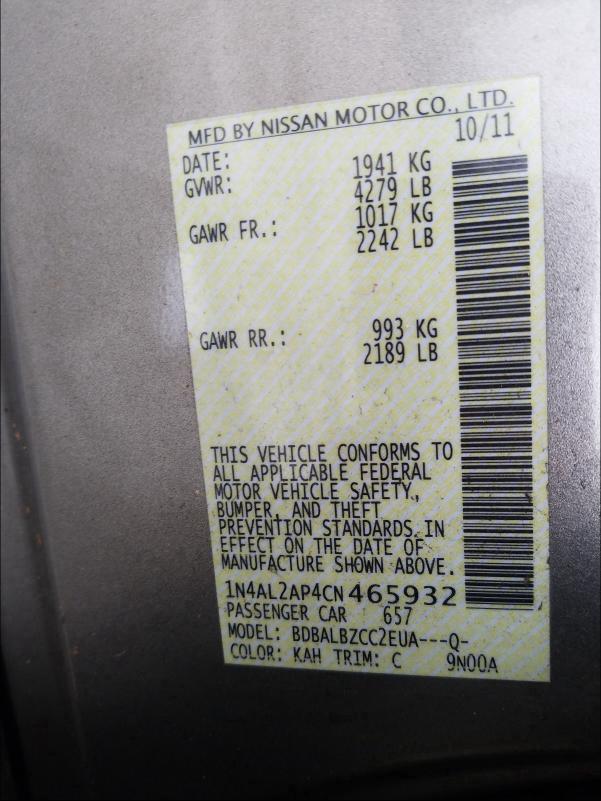 MFD BY NISSAN MOTOR CO., LTD.
DATE: 10/11
GVWR: 1941 KG
4279 LB
GAWR FR.: 1017 KG
2242 LB
GAWR RR.: 993 KG
2189 LB
THIS VEHICLE CONFORMS TO
ALL APPLICABLE FEDERAL
MOTOR VEHICLE SAFETY,
BUMPER, AND THEFT
PREVENTION STANDARDS IN
EFFECT ON THE DATE OF
MANUFACTURE SHOWN ABOVE.
1N4AL2AP4CN465932
PASSENGER CAR 657
MODEL: BDBALBZCC2EUA---Q-
COLOR: KAH TRIM: C 9N00A